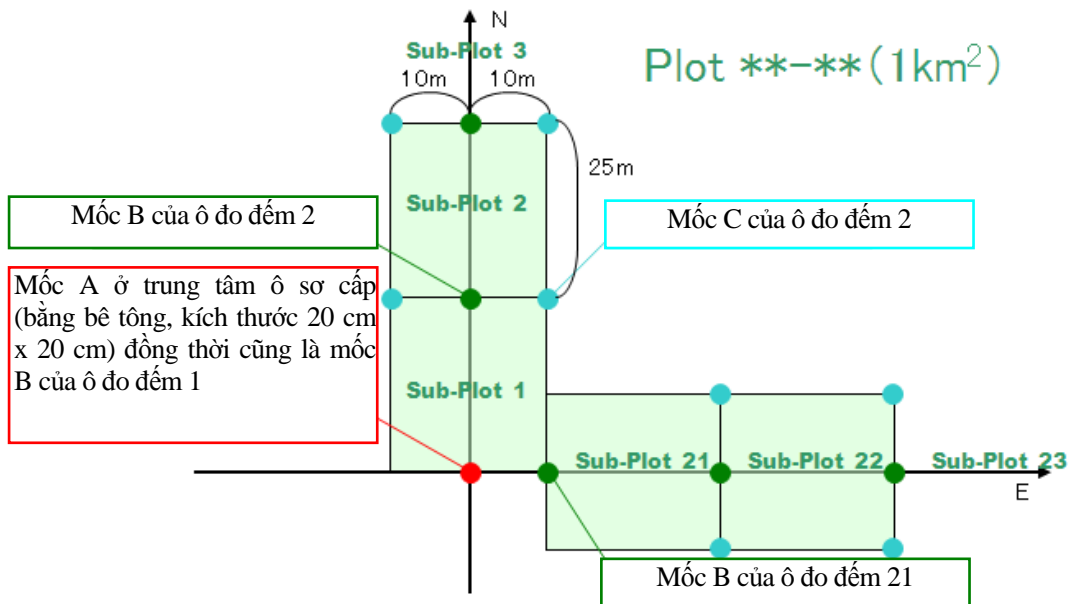 N
Sub-Plot 3
10m 10m
Plot **-**(1km²)
25m
Sub-Plot 2
Mốc B của ô đo đếm 2
Mốc C của ô đo đếm 2
Mốc A ở trung tâm ô sơ cấp
(bằng bê tông, kích thước 20 cm
x 20 cm) đồng thời cũng là mốc
B của ô đo đếm 1
Sub-Plot 1
Sub-Plot 21 Sub-Plot 22 Sub-Plot 23
E
Mốc B của ô đo đếm 21